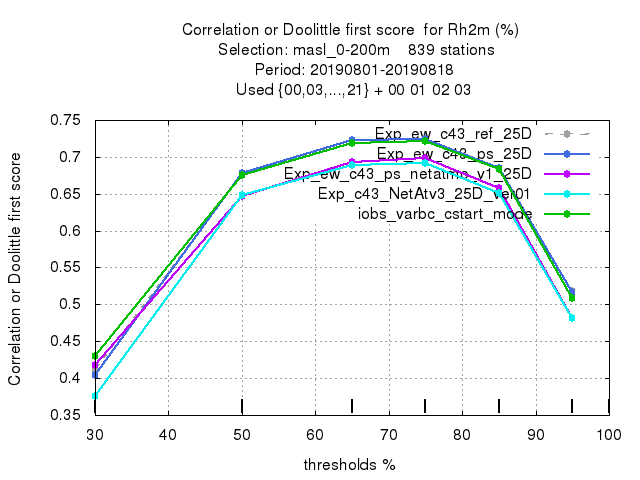 Correlation or Doolittle first score  for Rh2m (%)
Selection: masl_0-200m    839 stations
Period: 20190801-20190818
Used {00,03,...,21} + 00 01 02 03
Correlation or Doolittle first score
0.75
0.7
0.65
0.6
0.55
0.5
0.45
0.4
0.35
Exp_ew_c43_ref_25D
Exp_ew_c43_ps_25D
Exp_ew_c43_ps_netatmo_v1_25D
Exp_c43_NetAtv3_25D_ver01
iobs_varbc_cstart_mode
30 40 50 60 70 80 90 100
thresholds %